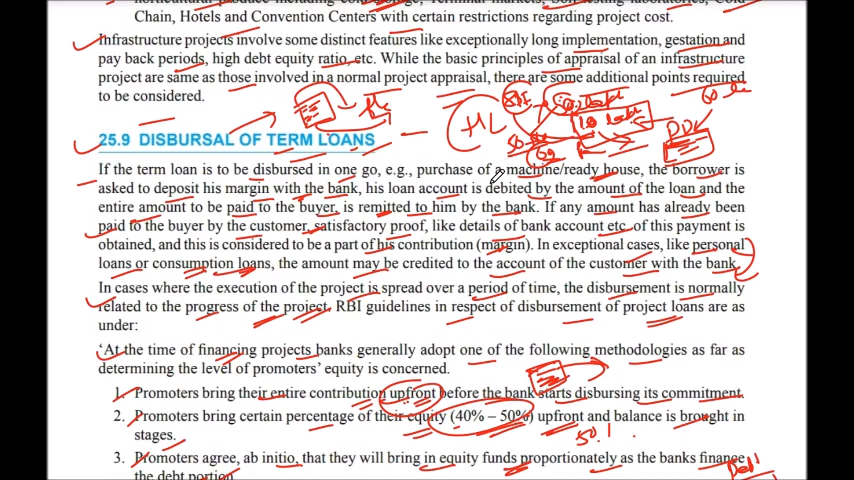 horticultural produce including cold storage, Terminal markets, Soil testing laboratories, Cold
Chain, Hotels and Convention Centers with certain restrictions regarding project cost.
Infrastructure projects involve some distinct features like exceptionally long implementation, gestation and
pay back periods, high debt equity ratio, etc. While the basic principles of appraisal of an infrastructure
project are same as those involved in a normal project appraisal, there are some additional points required
to be considered.
HL
DDL
25.9 DISBURSAL OF TERM LOANS
If the term loan is to be disbursed in one go, e.g., purchase of a machine/ready house, the borrower is
asked to deposit his margin with the bank, his loan account is debited by the amount of the loan and the
entire amount to be paid to the buyer, is remitted to him by the bank. If any amount has already been
paid to the buyer by the customer, satisfactory proof, like details of bank account etc. of this payment is
obtained, and this is considered to be a part of his contribution (margin). In exceptional cases, like personal
loans or consumption loans, the amount may be credited to the account of the customer with the bank.
In cases where the execution of the project is spread over a period of time, the disbursement is normally
related to the progress of the project. RBI guidelines in respect of disbursement of project loans are as
under:
‘At the time of financing projects banks generally adopt one of the following methodologies as far as
determining the level of promoters’ equity is concerned.
1. Promoters bring their entire contribution upfront before the bank starts disbursing its commitment.
2. Promoters bring certain percentage of their equity (40% – 50%) upfront and balance is brought in
stages.
3. Promoters agree, ab initio, that they will bring in equity funds proportionately as the banks finance
the debt portion.